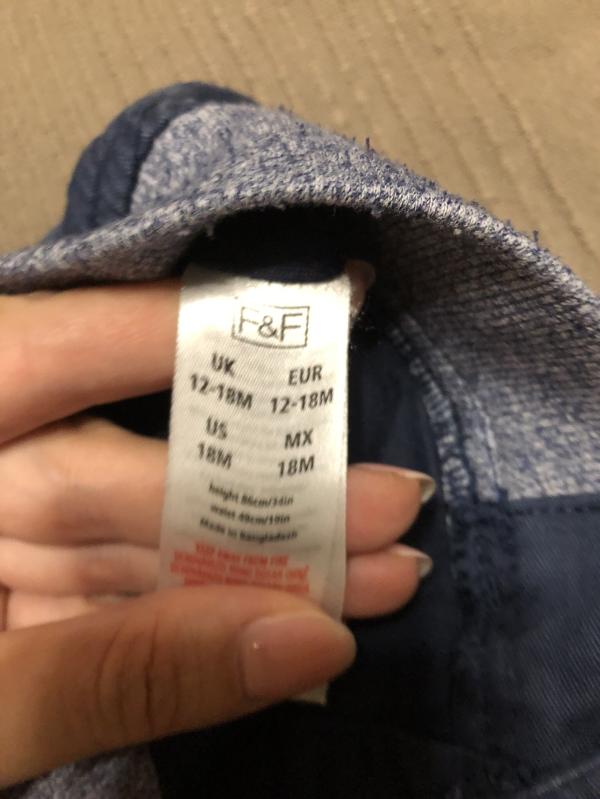 F&F
UK EUR
12-18M 12-18M
US MX
18M 18M
height 86cm/34in
waist 48cm/19in
Made in Bangladesh
KEEP AWAY FROM FIRE